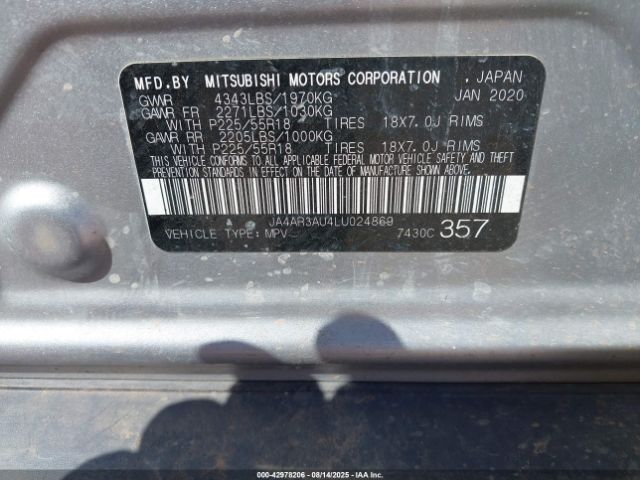 MFD.BY MITSUBISHI MOTORS CORPORATION . JAPAN
GVWR 4343LBS/1970KG JAN 2020
GAWR FR 2271LBS/1030KG
WITH P225/55R18 TIRES 18X7.0J RIMS
GAWR RR 2205LBS/1000KG
WITH P225/55R18 TIRES 18X7.0J RIMS
THIS VEHICLE CONFORMS TO ALL APPLICABLE FEDERAL MOTOR VEHICLE SAFETY AND THEFT
PREVENTION STANDARDS IN EFFECT ON THE DATE OF MANUFACTURE SHOWN ABOVE.
JA4AR3AU4LU024869
VEHICLE TYPE: MPV 7430C 357
000-42978206 - 08/14/2025 - IAAI.COM